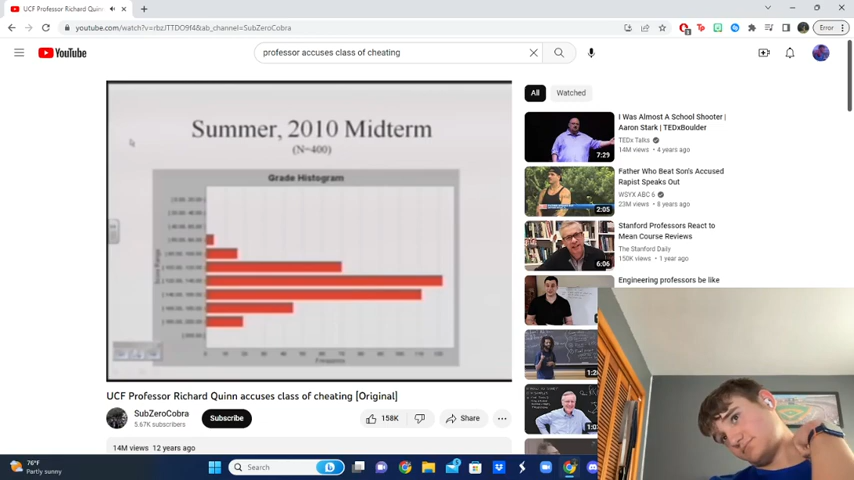 UCF Professor Richard Quinn a
youtube.com/watch?v=rbzJTTDO9f4&ab_channel=SubZeroCobra
Error
YouTube
professor accuses class of cheating
Summer, 2010 Midterm
(N=400)
Grade Histogram
All
Watched
I Was Almost A School Shooter |
Aaron Stark | TEDxBoulder
TEDx Talks
14M views • 4 years ago
7:29
Father Who Beat Son's Accused
Rapist Speaks Out
WSYX ABC 6
23M views • 8 years ago
2:05
Stanford Professors React to
Mean Course Reviews
The Stanford Daily
150K views • 1 year ago
6:06
Engineering professors be like
UCF Professor Richard Quinn accuses class of cheating [Original]
SubZeroCobra
5.67K subscribers
Subscribe
158K
Share
14M views 12 years ago
76°F
Partly sunny
Search